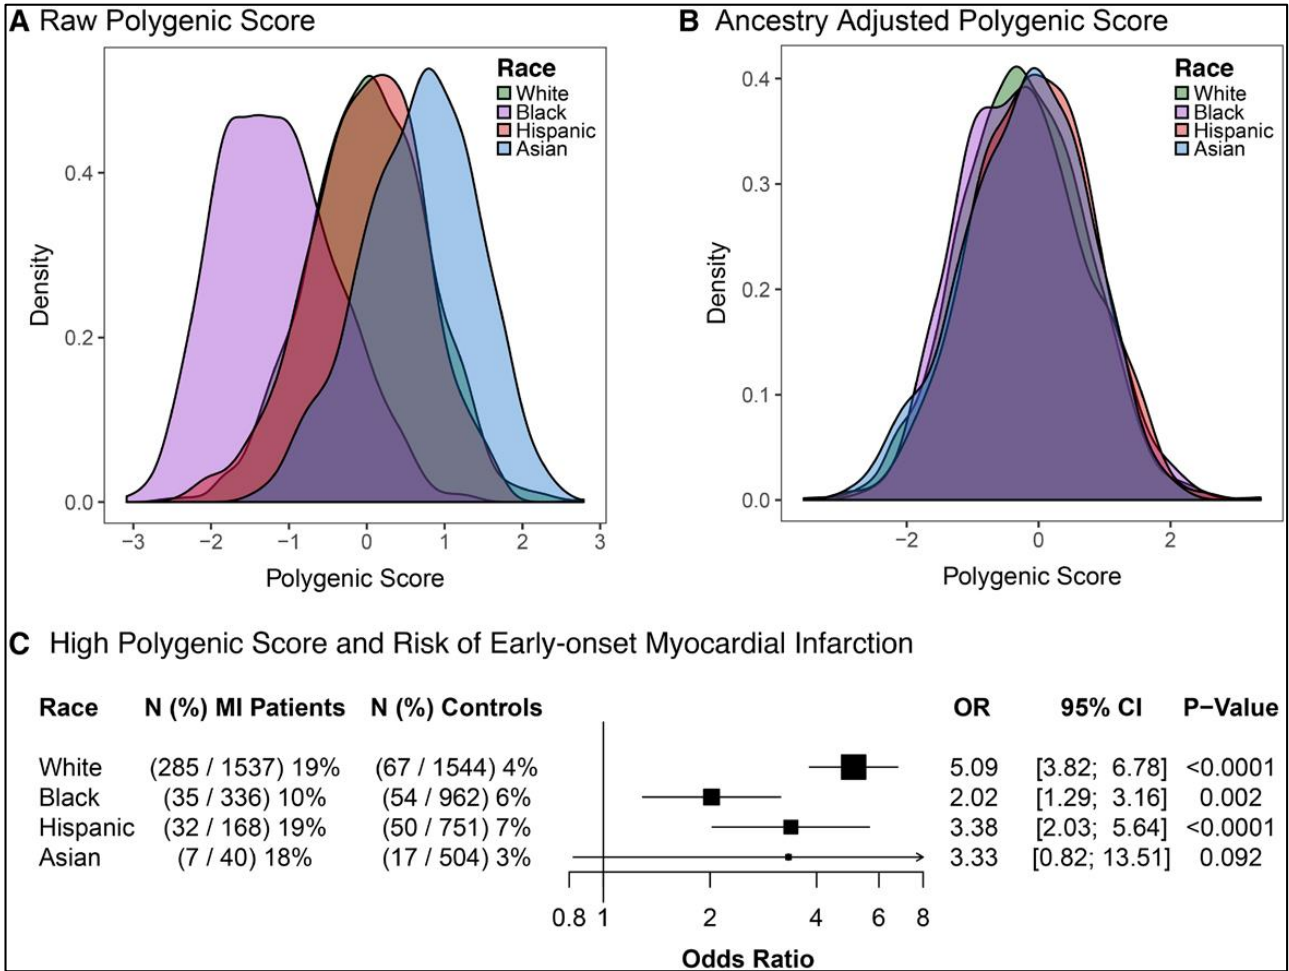 A Raw Polygenic Score
Race
White
Black
Hispanic
Asian
Density
0.4
0.2
0.0
−3 −2 −1 0 1 2 3
Polygenic Score
B Ancestry Adjusted Polygenic Score
Race
White
Black
Hispanic
Asian
Density
0.4
0.3
0.2
0.1
0.0
−2 0 2
Polygenic Score
C High Polygenic Score and Risk of Early-onset Myocardial Infarction
Race N (%) MI Patients N (%) Controls OR 95% CI P−Value
White (285 / 1537) 19% (67 / 1544) 4% 5.09 [3.82; 6.78] <0.0001
Black (35 / 336) 10% (54 / 962) 6% 2.02 [1.29; 3.16] 0.002
Hispanic (32 / 168) 19% (50 / 751) 7% 3.38 [2.03; 5.64] <0.0001
Asian (7 / 40) 18% (17 / 504) 3% 3.33 [0.82; 13.51] 0.092
0.8 1 2 4 6 8
Odds Ratio